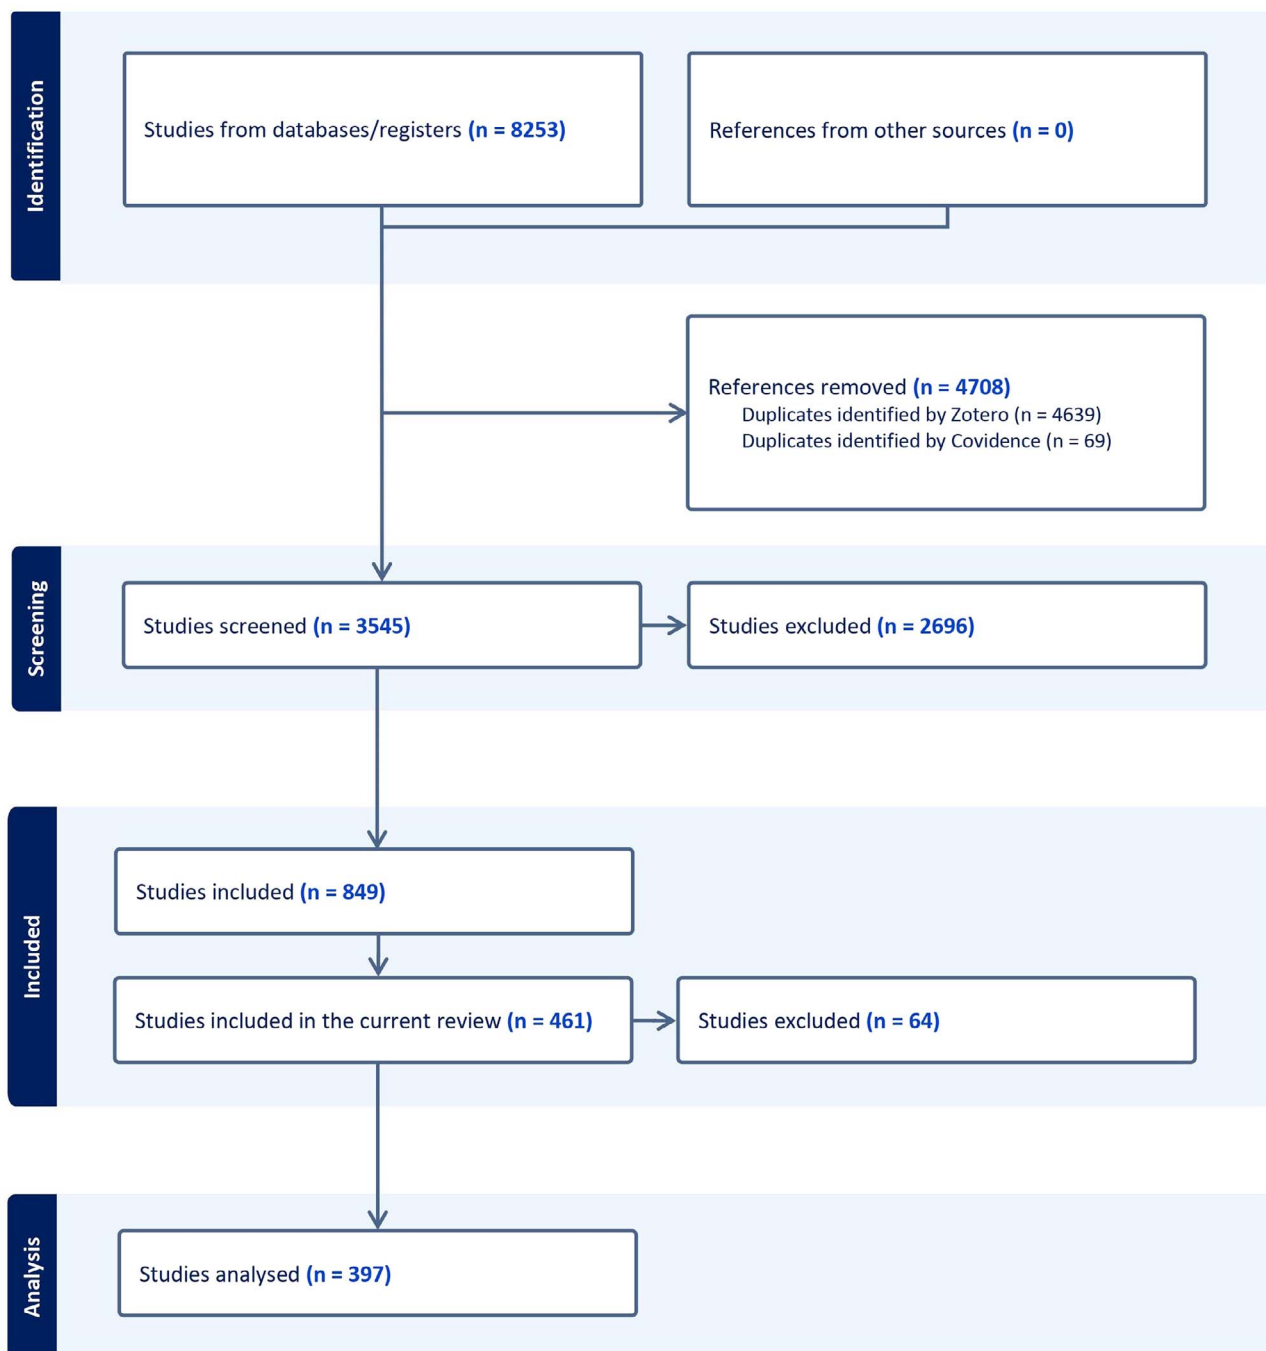 Identification
Studies from databases/registers (n = 8253)
References from other sources (n = 0)
References removed (n = 4708)
Duplicates identified by Zotero (n = 4639)
Duplicates identified by Covidence (n = 69)
Screening
Studies screened (n = 3545)
Studies excluded (n = 2696)
Included
Studies included (n = 849)
Studies included in the current review (n = 461)
Studies excluded (n = 64)
Analysis
Studies analysed (n = 397)